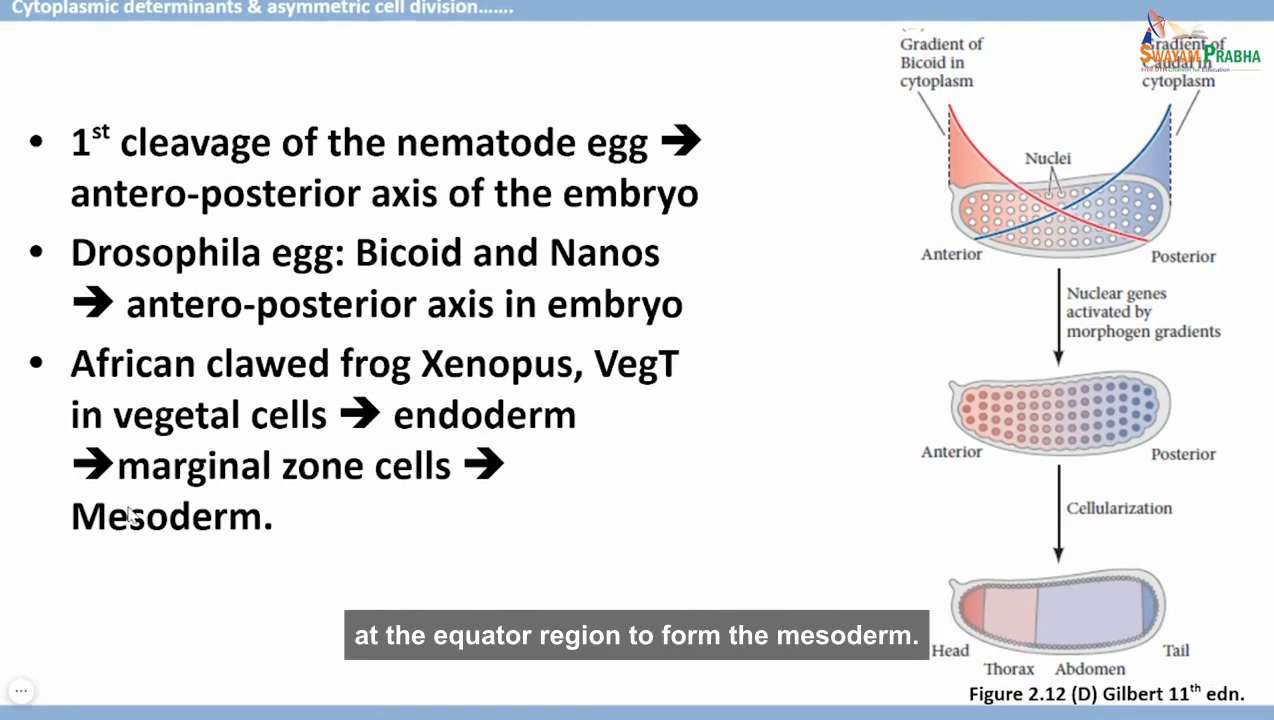 Cytoplasmic determinants & asymmetric cell division…….
SWAYAM PRABHA
• 1st cleavage of the nematode egg ➔
antero-posterior axis of the embryo
• Drosophila egg: Bicoid and Nanos
➔ antero-posterior axis in embryo
• African clawed frog Xenopus, VegT
in vegetal cells ➔ endoderm
➔marginal zone cells ➔
Mesoderm.
Gradient of
Bicoid in
cytoplasm
Gradient of
Caudal in
cytoplasm
Nuclei
Anterior
Posterior
Nuclear genes
activated by
morphogen gradients
Anterior
Posterior
Cellularization
Head
Tail
Thorax
Abdomen
Figure 2.12 (D) Gilbert 11th edn.
at the equator region to form the mesoderm.